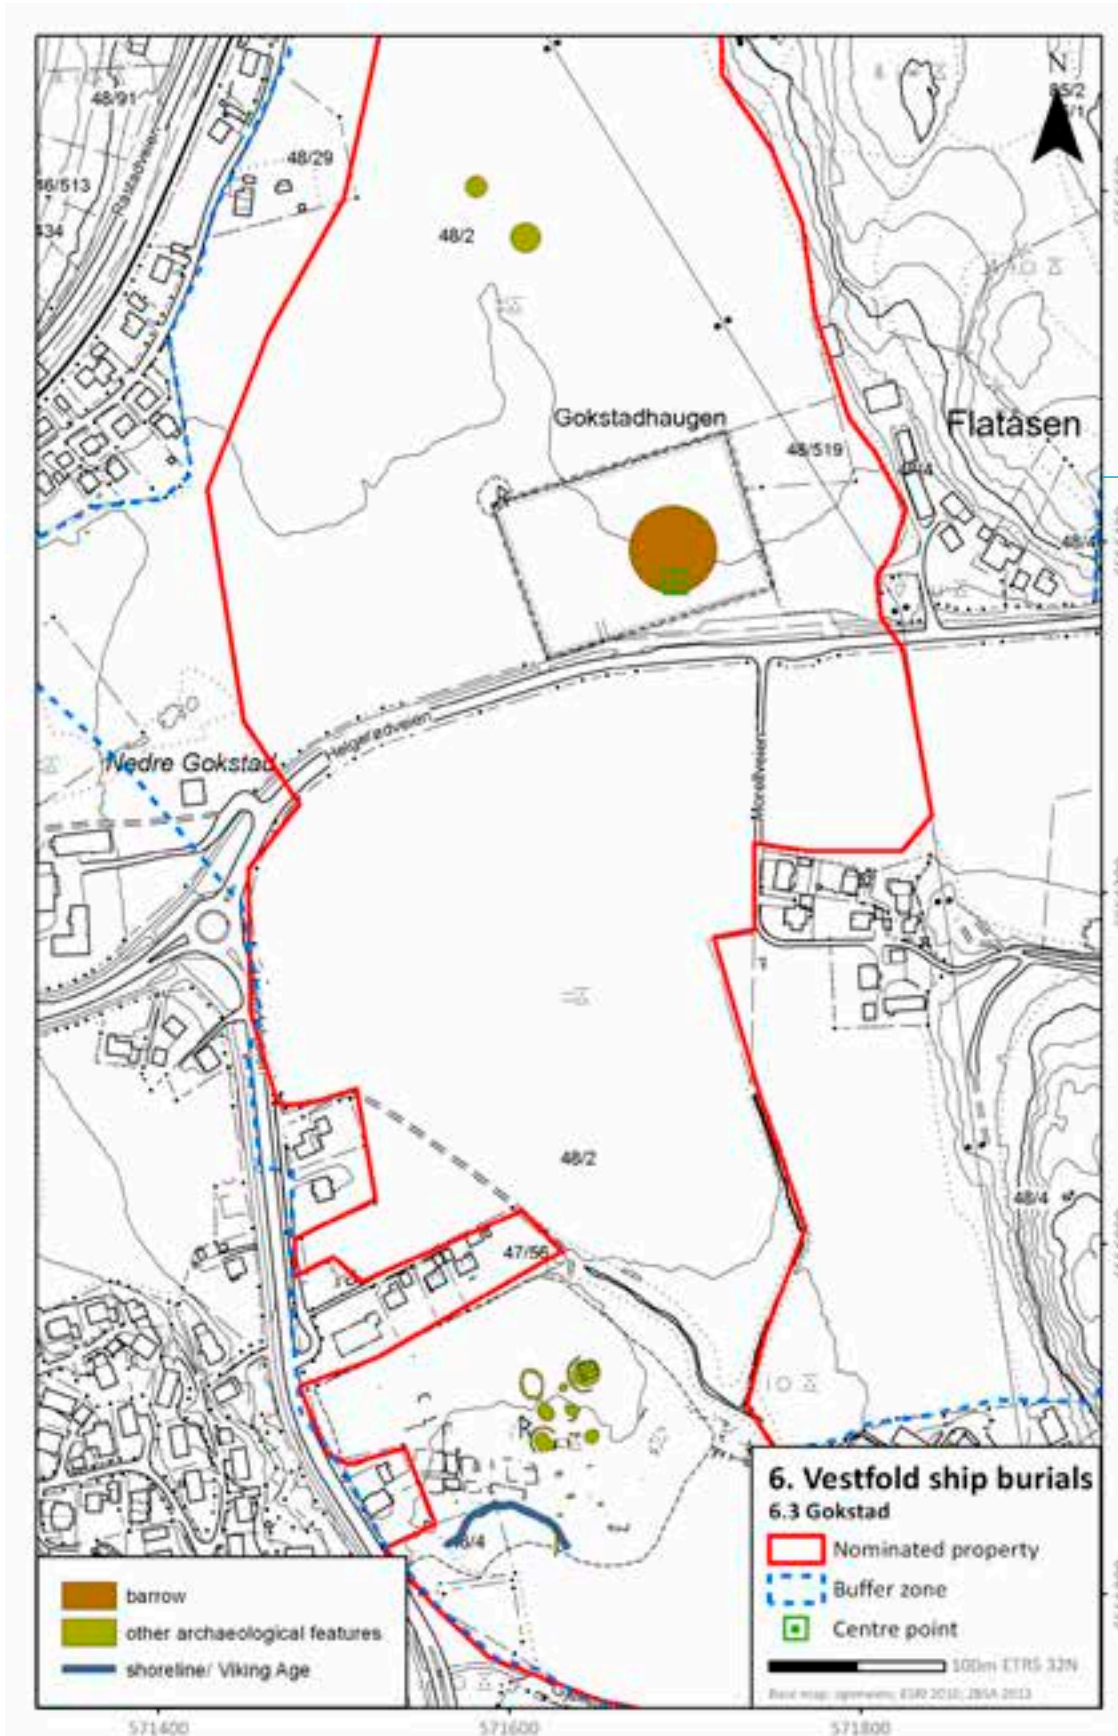 N
48/91
Rastadveien
48/29
48/2
Gokstadhaugen
48/519
Flatåsen
Nedre Gokstad
Helgerødveien
Morellveien
48/2
48/4
47/56
6. Vestfold ship burials
6.3 Gokstad
Nominated property
Buffer zone
Centre point
100m ETRS 32N
barrow
other archaeological features
shoreline/ Viking Age
571400
571600
571800